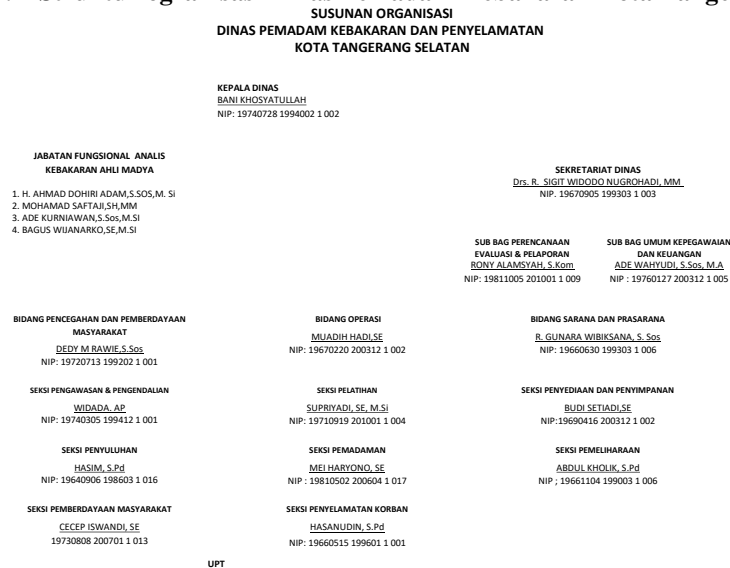 SUSUNAN ORGANISASI
DINAS PEMADAM KEBAKARAN DAN PENYELAMATAN
KOTA TANGERANG SELATAN
KEPALA DINAS
BANI KHOSYATULLAH
NIP: 19740728 1994002 1 002
JABATAN FUNGSIONAL ANALIS
KEBAKARAN AHLI MADYA
1. H. AHMAD DOHIRI ADAM,S.SOS,M. Si
2. MOHAMAD SAFTAJI,SH,MM
3. ADE KURNIAWAN,S.Sos,M.SI
4. BAGUS WIJANARKO,SE,M.SI
SEKRETARIAT DINAS
Drs. R. SIGIT WIDODO NUGROHADI, MM
NIP. 19670905 199303 1 003
SUB BAG PERENCANAAN
EVALUASI & PELAPORAN
RONY ALAMSYAH, S.Kom
NIP: 19811005 201001 1 009
SUB BAG UMUM KEPEGAWAIAN
DAN KEUANGAN
ADE WAHYUDI, S.Sos, M.A
NIP : 19760127 200312 1 005
BIDANG PENCEGAHAN DAN PEMBERDAYAAN
MASYARAKAT
DEDY M RAWIE,S.Sos
NIP: 19720713 199202 1 001
BIDANG OPERASI
MUADIH HADI,SE
NIP: 19670220 200312 1 002
BIDANG SARANA DAN PRASARANA
R. GUNARA WIBIKSANA, S. Sos
NIP: 19660630 199303 1 006
SEKSI PENGAWASAN & PENGENDALIAN
WIDADA. AP
NIP: 19740305 199412 1 001
SEKSI PELATIHAN
SUPRIYADI, SE, M.Si
NIP: 19710919 201001 1 004
SEKSI PENYEDIAAN DAN PENYIMPANAN
BUDI SETIADI,SE
NIP:19690416 200312 1 002
SEKSI PENYULUHAN
HASIM, S.Pd
NIP: 19640906 198603 1 016
SEKSI PEMADAMAN
MEI HARYONO, SE
NIP : 19810502 200604 1 017
SEKSI PEMELIHARAAN
ABDUL KHOLIK, S.Pd
NIP ; 19661104 199003 1 006
SEKSI PEMBERDAYAAN MASYARAKAT
CECEP ISWANDI, SE
19730808 200701 1 013
SEKSI PENYELAMATAN KORBAN
HASANUDIN, S.Pd
NIP: 19660515 199601 1 001
UPT